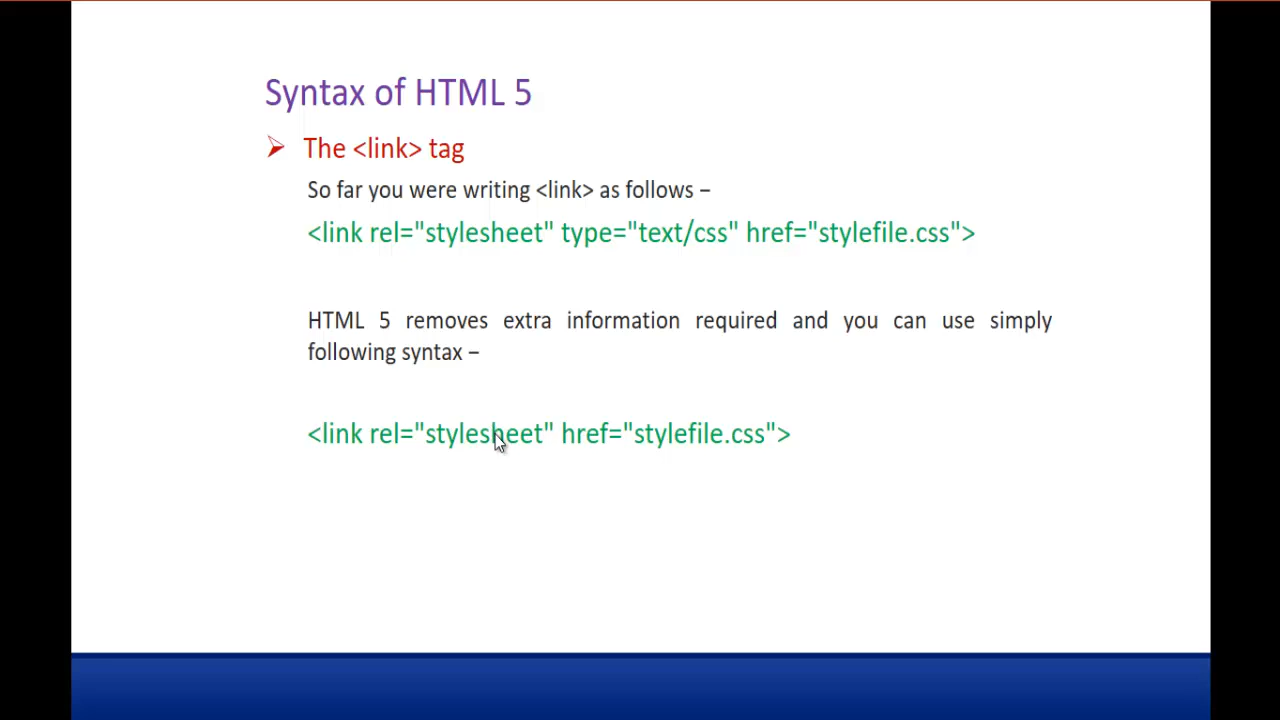 Syntax of HTML 5
The <link> tag
So far you were writing <link> as follows –
<link rel="stylesheet" type="text/css" href="stylefile.css">
HTML 5 removes extra information required and you can use simply
following syntax –
<link rel="stylesheet" href="stylefile.css">